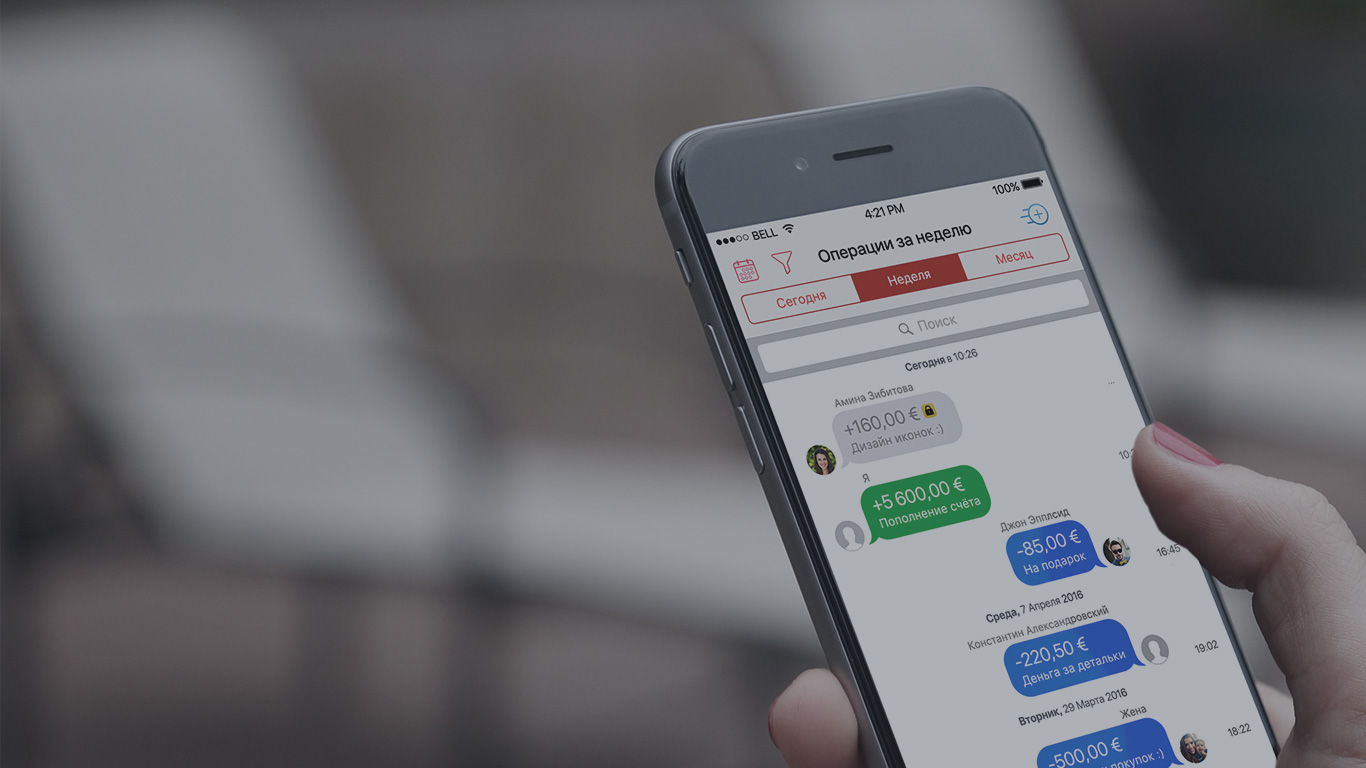 BELL
4:21 PM
100%
Операции за неделю
Сегодня
Неделя
Месяц
Поиск
Сегодня в 10:26
Амина Зибитова
+160,00 €
Дизайн иконок :)
Я
+5 600,00 €
Пополнение счёта
Джон Эпплсид
-85,00 €
На подарок
16:45
Среда, 7 Апреля 2016
Константин Александровский
-220,50 €
Деньга за детальки
19:02
Вторник, 29 Марта 2016
Жена
-500,00 €
покупок :)
18:22